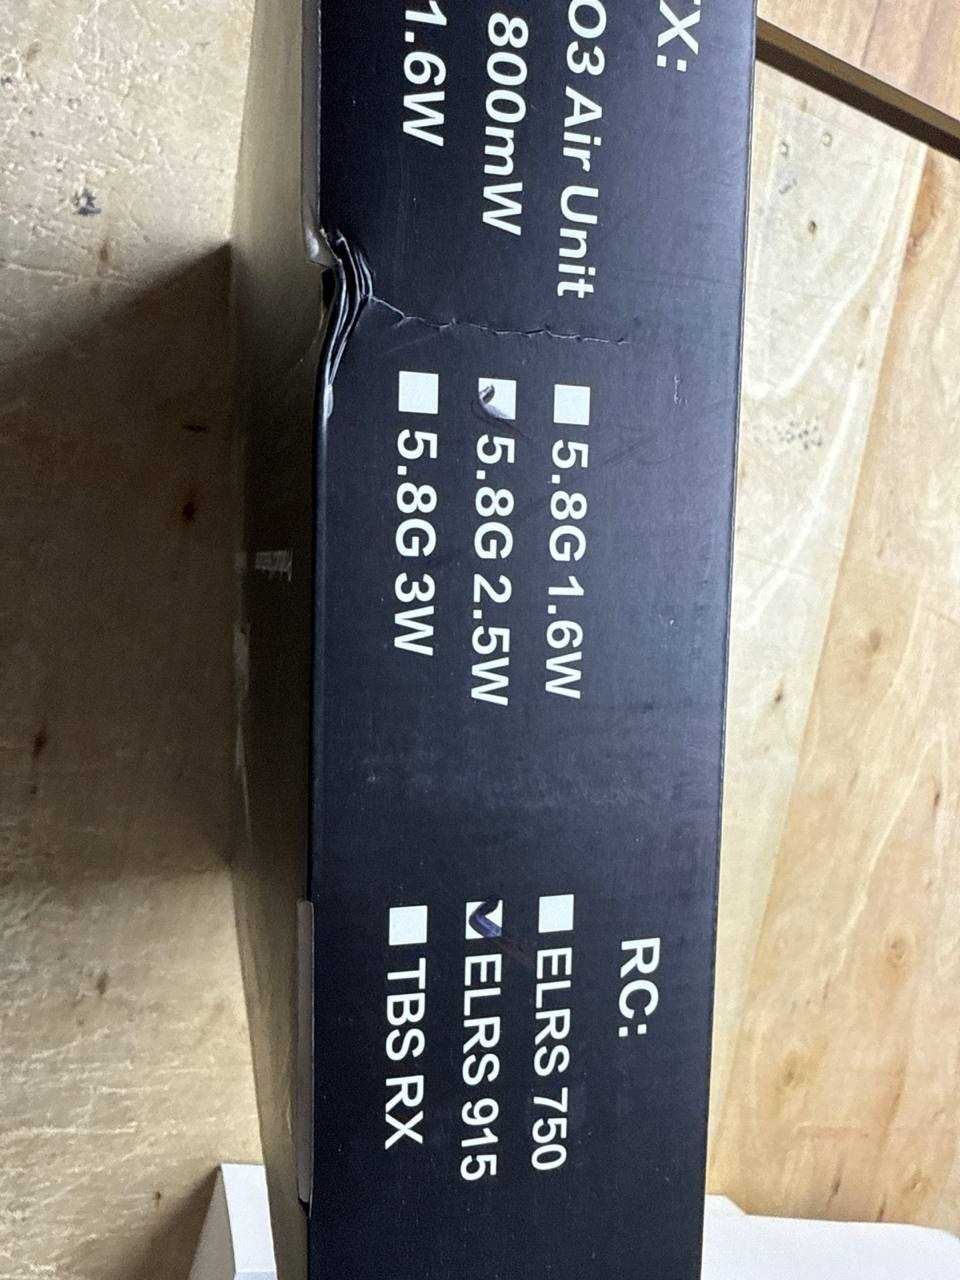 TX:
O3 Air Unit
800mW
1.6W
5.8G 1.6W
5.8G 2.5W
5.8G 3W
RC:
ELRS 750
ELRS 915
TBS RX